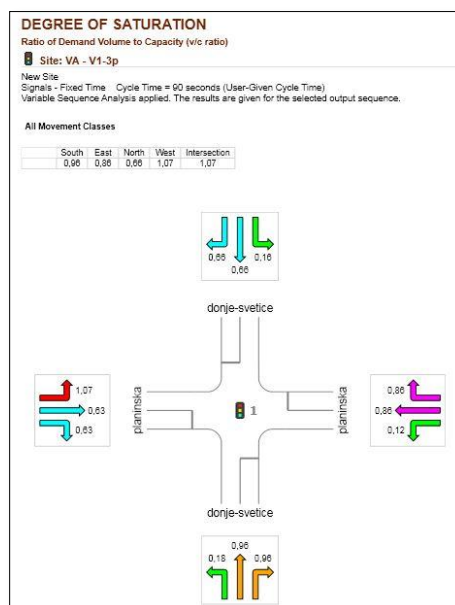 DEGREE OF SATURATION
Ratio of Demand Volume to Capacity (v/c ratio)
Site: VA - V1-3p
New Site
Signals - Fixed Time Cycle Time = 90 seconds (User-Given Cycle Time)
Variable Sequence Analysis applied. The results are given for the selected output sequence.
All Movement Classes
South East North West Intersection
0,96 0,86 0,66 1,07 1,07
0,66 0,16
0,66
donje-svetice
1,07
0,63
0,63
planinska
1
planinska
0,86
0,86
0,12
donje-svetice
0,96
0,18 0,96